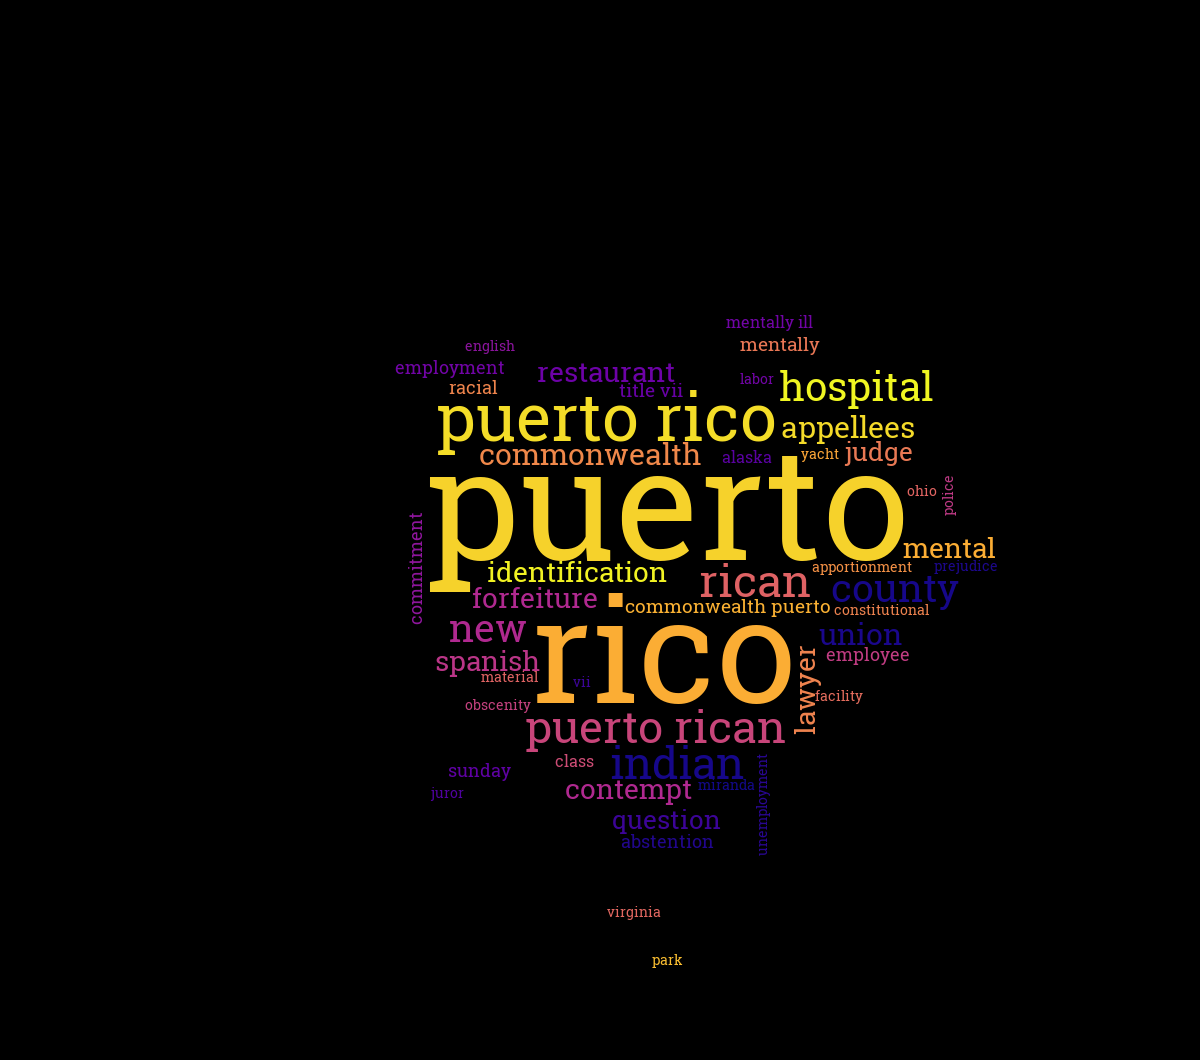 mentally ill
mentally
english
employment
restaurant
labor
hospital
racial
title vii
puerto rico
appellees
commonwealth
alaska
yacht
judge
puerto
ohio
police
commitment
mental
identification
rican
apportionment
prejudice
county
forfeiture
commonwealth puerto
constitutional
new
rico
union
spanish
employee
material
vii
lawyer
facility
obscenity
puerto rican
class
indian
sunday
contempt
miranda
juror
unemployment
question
abstention
virginia
park